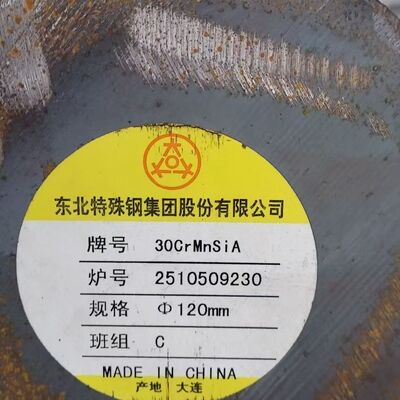 东北特殊钢集团股份有限公司
牌号 30CrMnSiA
炉号 2510509230
规格 Φ120mm
班组 C
MADE IN CHINA
产地 大连